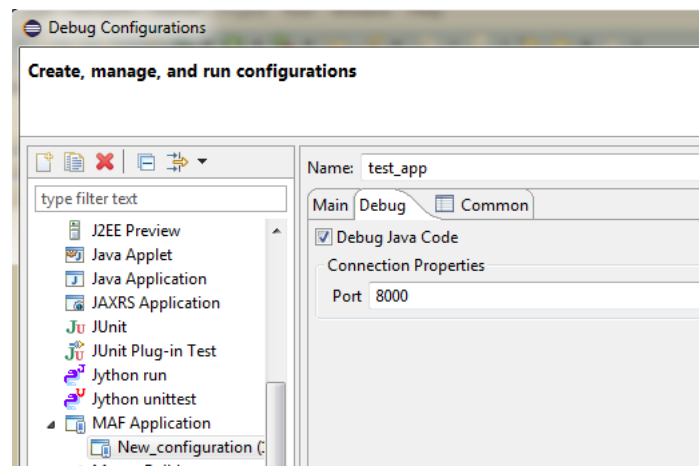 Debug Configurations
Create, manage, and run configurations
type filter text
J2EE Preview
Java Applet
Java Application
JAXRS Application
JUnit
JUnit Plug-in Test
Jython run
Jython unittest
MAF Application
New_configuration (
Name: test_app
Main Debug Common
Debug Java Code
Connection Properties
Port 8000